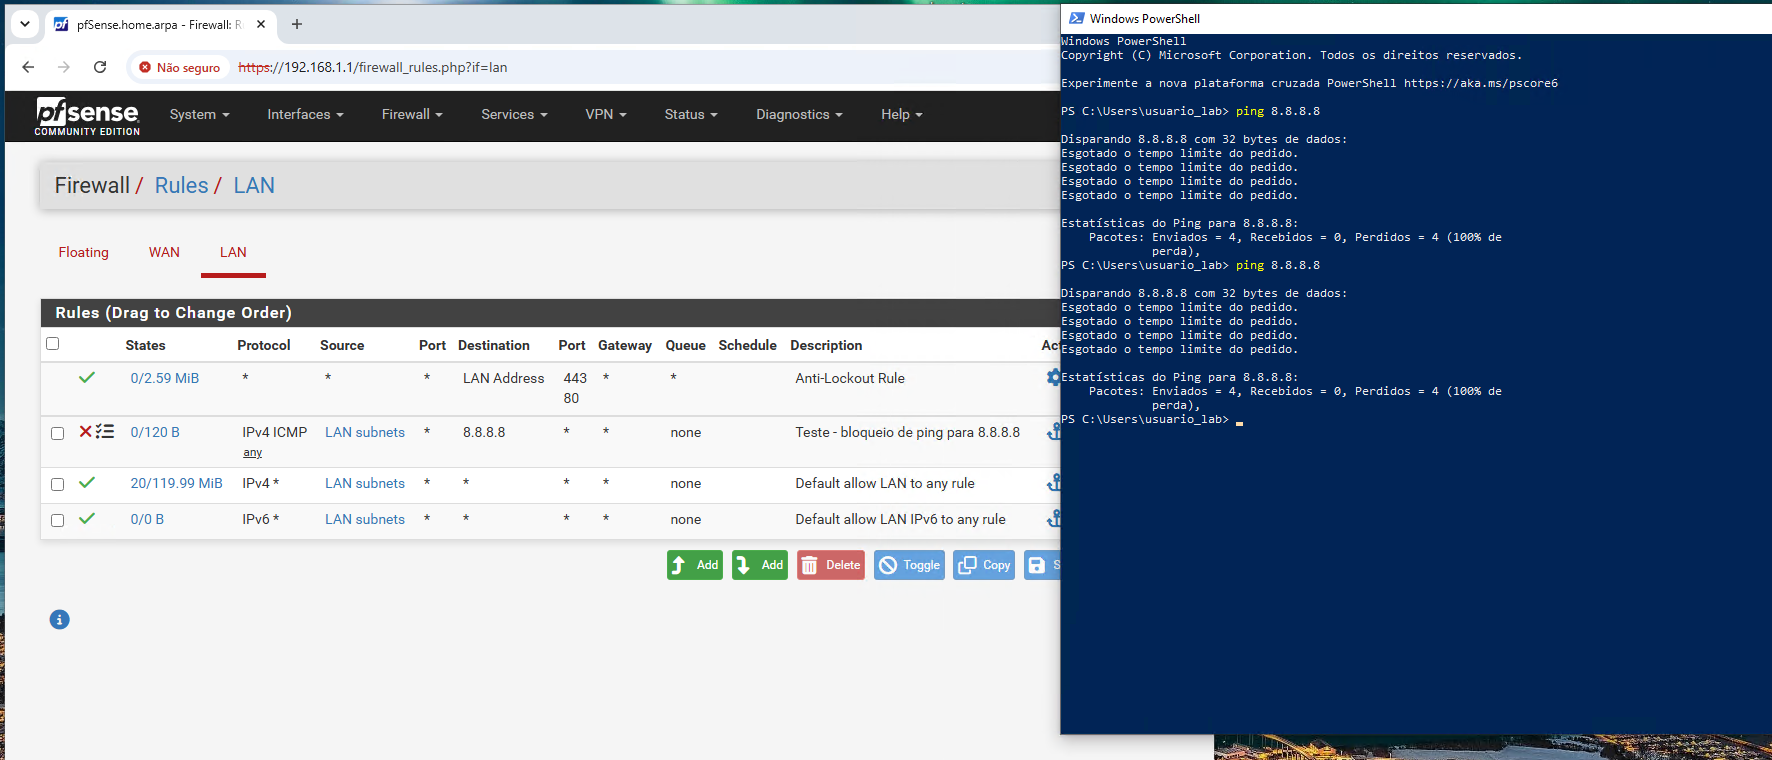 pfSense.home.arpa - Firewall: R
Não seguro https://192.168.1.1/firewall_rules.php?if=lan
pfsense COMMUNITY EDITION
System Interfaces Firewall Services VPN Status Diagnostics Help
Firewall / Rules / LAN
Floating WAN LAN
Rules (Drag to Change Order)
States Protocol Source Port Destination Port Gateway Queue Schedule Description
0/2.59 MiB * * * LAN Address 443 * * Anti-Lockout Rule
80
0/120 B IPv4 ICMP LAN subnets * 8.8.8.8 * * none Teste - bloqueio de ping para 8.8.8.8
any
20/119.99 MiB IPv4 * LAN subnets * * * * none Default allow LAN to any rule
0/0 B IPv6 * LAN subnets * * * * none Default allow LAN IPv6 to any rule
Add Add Delete Toggle Copy S
Windows PowerShell
Windows PowerShell
Copyright (C) Microsoft Corporation. Todos os direitos reservados.
Experimente a nova plataforma cruzada PowerShell https://aka.ms/pscore6
PS C:\Users\usuario_lab> ping 8.8.8.8
Disparando 8.8.8.8 com 32 bytes de dados:
Esgotado o tempo limite do pedido.
Esgotado o tempo limite do pedido.
Esgotado o tempo limite do pedido.
Esgotado o tempo limite do pedido.
Estatísticas do Ping para 8.8.8.8:
Pacotes: Enviados = 4, Recebidos = 0, Perdidos = 4 (100% de
perda),
PS C:\Users\usuario_lab> ping 8.8.8.8
Disparando 8.8.8.8 com 32 bytes de dados:
Esgotado o tempo limite do pedido.
Esgotado o tempo limite do pedido.
Esgotado o tempo limite do pedido.
Esgotado o tempo limite do pedido.
Estatísticas do Ping para 8.8.8.8:
Pacotes: Enviados = 4, Recebidos = 0, Perdidos = 4 (100% de
perda),
PS C:\Users\usuario_lab>